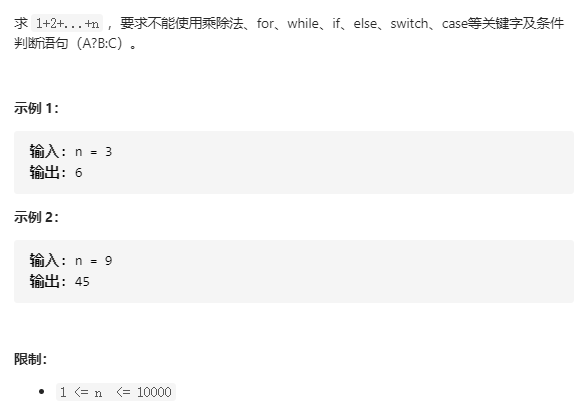 求 1+2+...+n ，要求不能使用乘除法、for、while、if、else、switch、case等关键字及条件
判断语句（A?B:C）。
示例 1：
输入：n = 3
输出：6
示例 2：
输入：n = 9
输出：45
限制：
1 <= n <= 10000